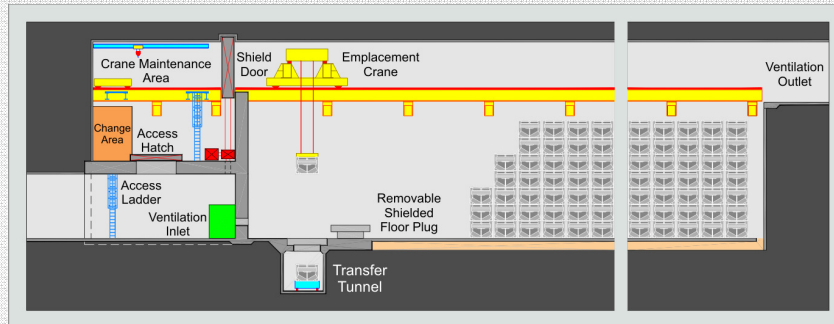 Crane Maintenance
Area
Shield
Door
Emplacement
Crane
Ventilation
Outlet
Change
Area
Access
Hatch
Access
Ladder
Ventilation
Inlet
Removable
Shielded
Floor Plug
Transfer
Tunnel